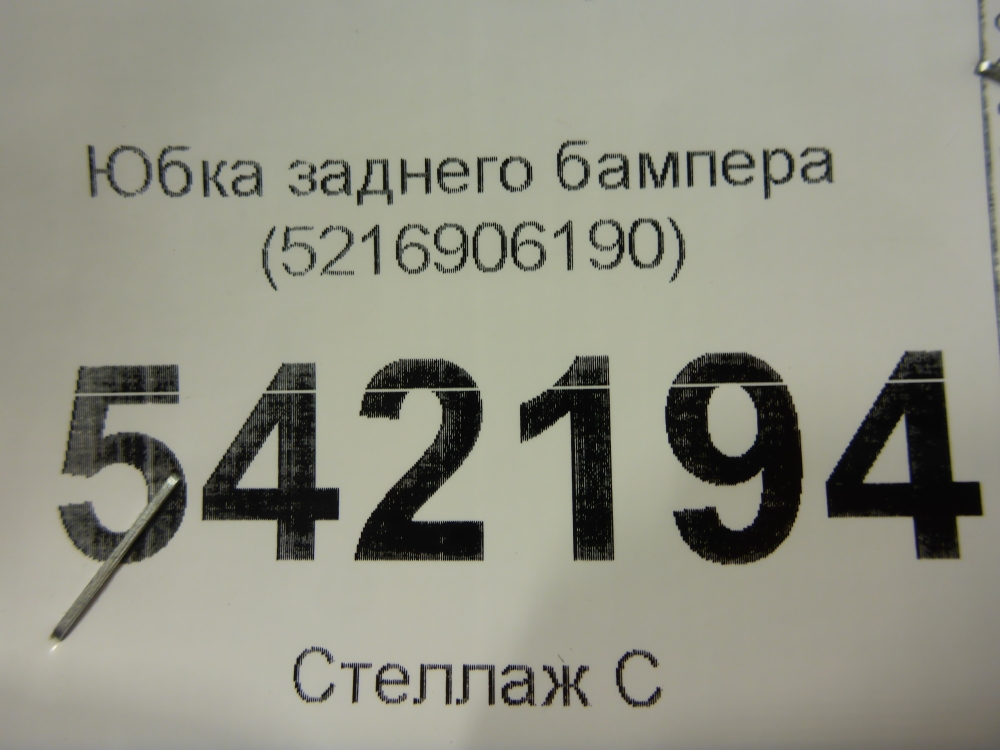 Юбка заднего бампера
(5216906190)
542194
Стеллаж С